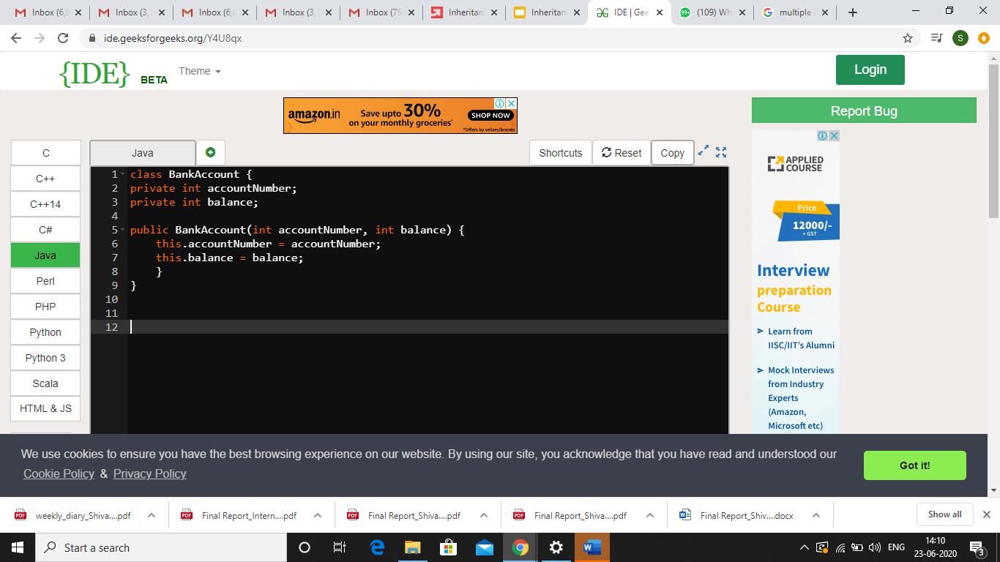 Inbox (6,8
Inbox (3,1
Inbox (6,8
Inbox (3,1
Inbox (79
Inheritan
Inheritan
IDE | Gee
99+
(109) Wh
multiple i
ide.geeksforgeeks.org/Y4U8qx
S
{IDE} BETA
Theme
Login
amazon.in
Save upto 30%
on your monthly groceries*
SHOP NOW
*Offers by sellers/brands
Report Bug
C
C++
C++14
C#
Java
Perl
PHP
Python
Python 3
Scala
HTML & JS
Java
Shortcuts
Reset
Copy
1 class BankAccount {
2 private int accountNumber;
3 private int balance;
4
5 public BankAccount(int accountNumber, int balance) {
6 this.accountNumber = accountNumber;
7 this.balance = balance;
8 }
9 }
10
11
12
APPLIED
COURSE
Price
12000/-
+ GST
Interview
preparation
Course
➤ Learn from
IISC/IIT's Alumni
➤ Mock Interviews
from Industry
Experts
(Amazon,
Microsoft etc)
We use cookies to ensure you have the best browsing experience on our website. By using our site, you acknowledge that you have read and understood our
Cookie Policy & Privacy Policy
Got it!
weekly_diary_Shiva....pdf
Final Report_Intern....pdf
Final Report_Shiva....pdf
Final Report_Shiva....pdf
Final Report_Shiv....docx
Show all
Start a search
ENG
14:10
23-06-2020
3